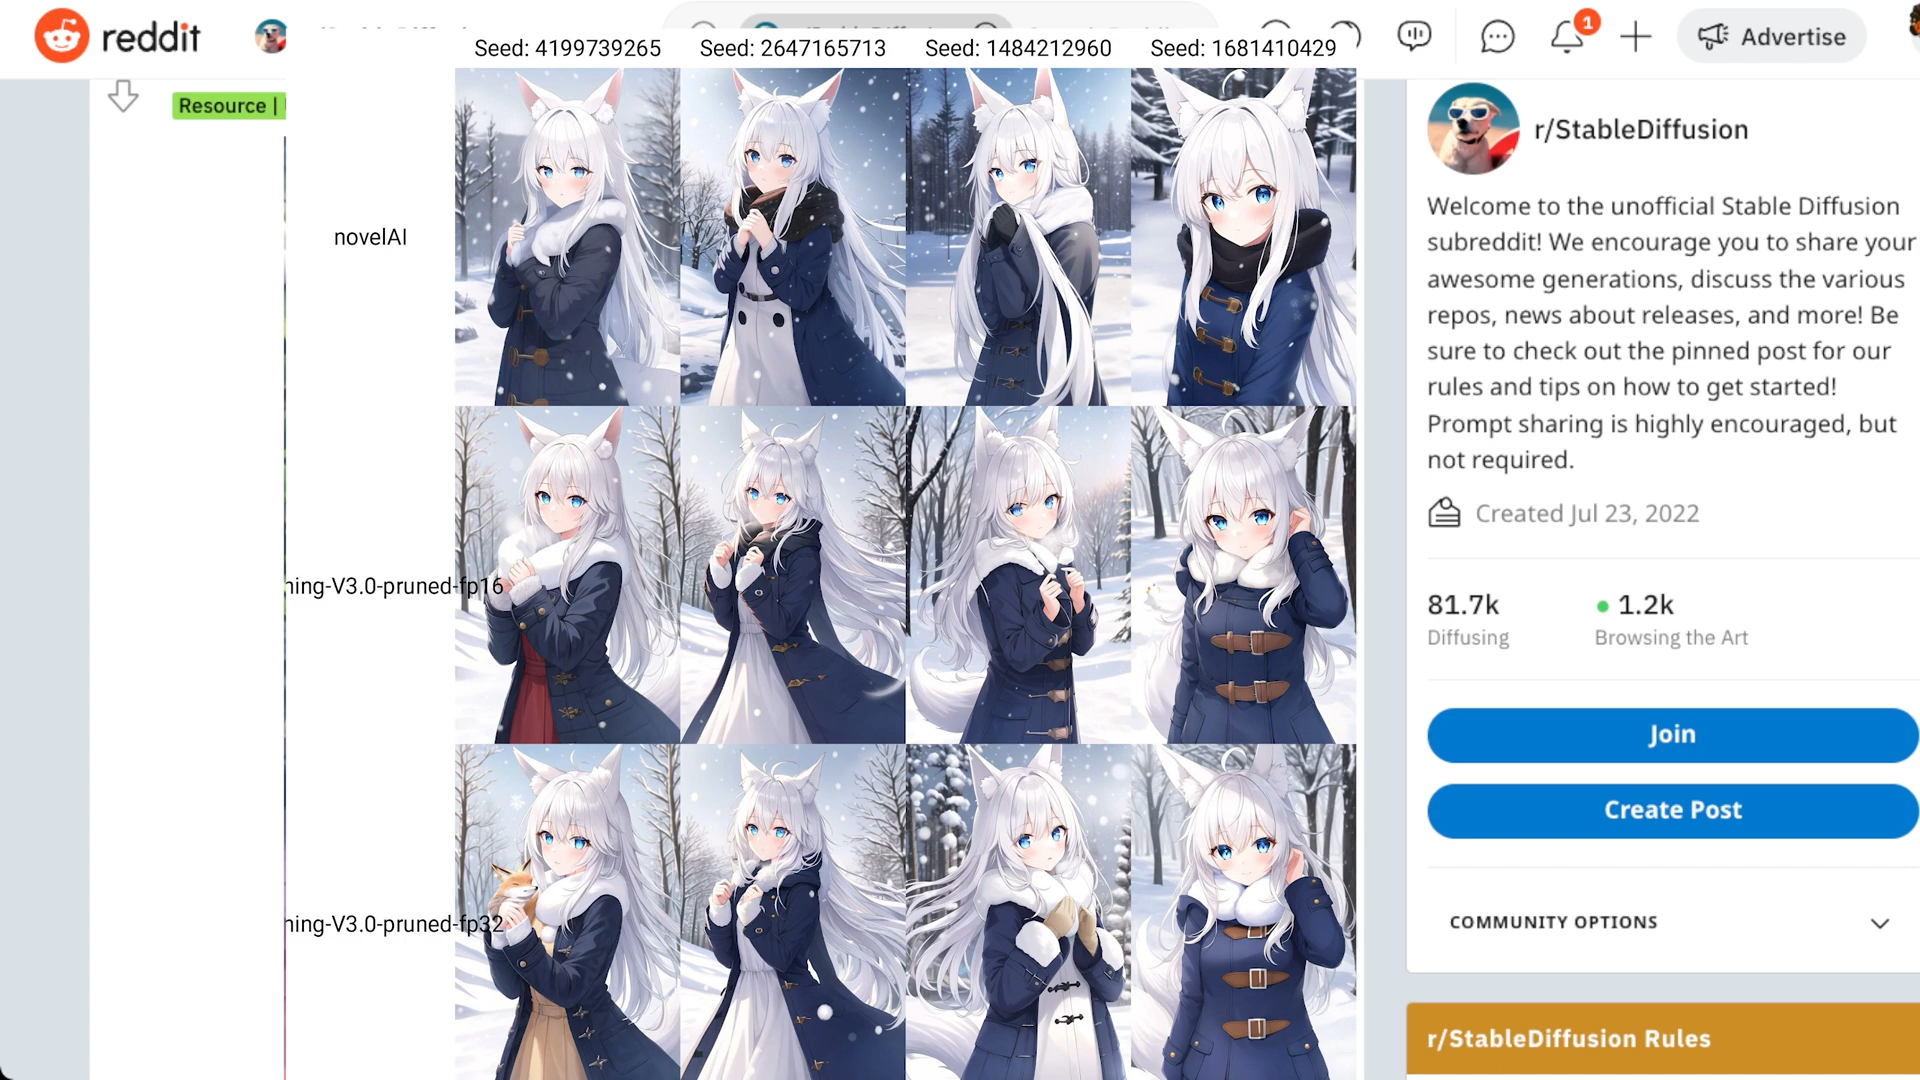 reddit
1
Advertise
Seed: 4199739265 Seed: 2647165713 Seed: 1484212960 Seed: 1681410429
Resource |
novelAI
ning-V3.0-pruned-fp16
ning-V3.0-pruned-fp32
r/StableDiffusion
Welcome to the unofficial Stable Diffusion
subreddit! We encourage you to share your
awesome generations, discuss the various
repos, news about releases, and more! Be
sure to check out the pinned post for our
rules and tips on how to get started!
Prompt sharing is highly encouraged, but
not required.
Created Jul 23, 2022
81.7k 1.2k
Diffusing Browsing the Art
Join
Create Post
COMMUNITY OPTIONS
r/StableDiffusion Rules